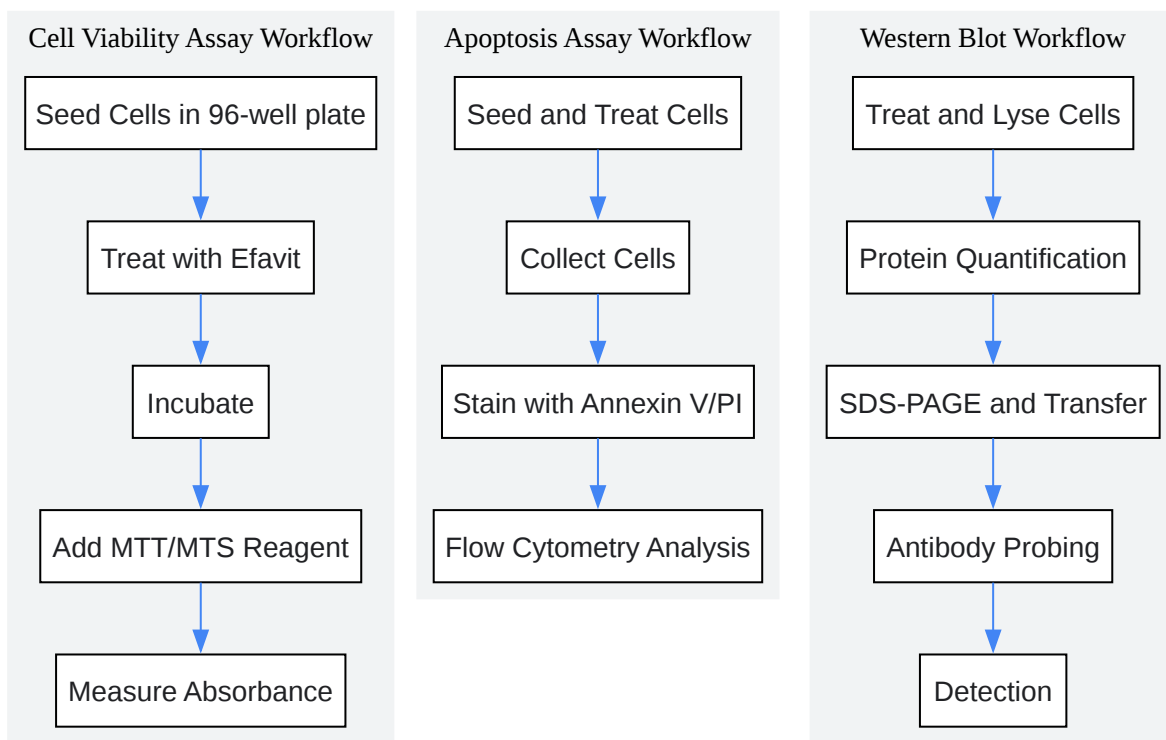 Cell Viability Assay Workflow
Seed Cells in 96-well plate
Treat with Efavit
Incubate
Add MTT/MTS Reagent
Measure Absorbance
Apoptosis Assay Workflow
Seed and Treat Cells
Collect Cells
Stain with Annexin V/PI
Flow Cytometry Analysis
Western Blot Workflow
Treat and Lyse Cells
Protein Quantification
SDS-PAGE and Transfer
Antibody Probing
Detection